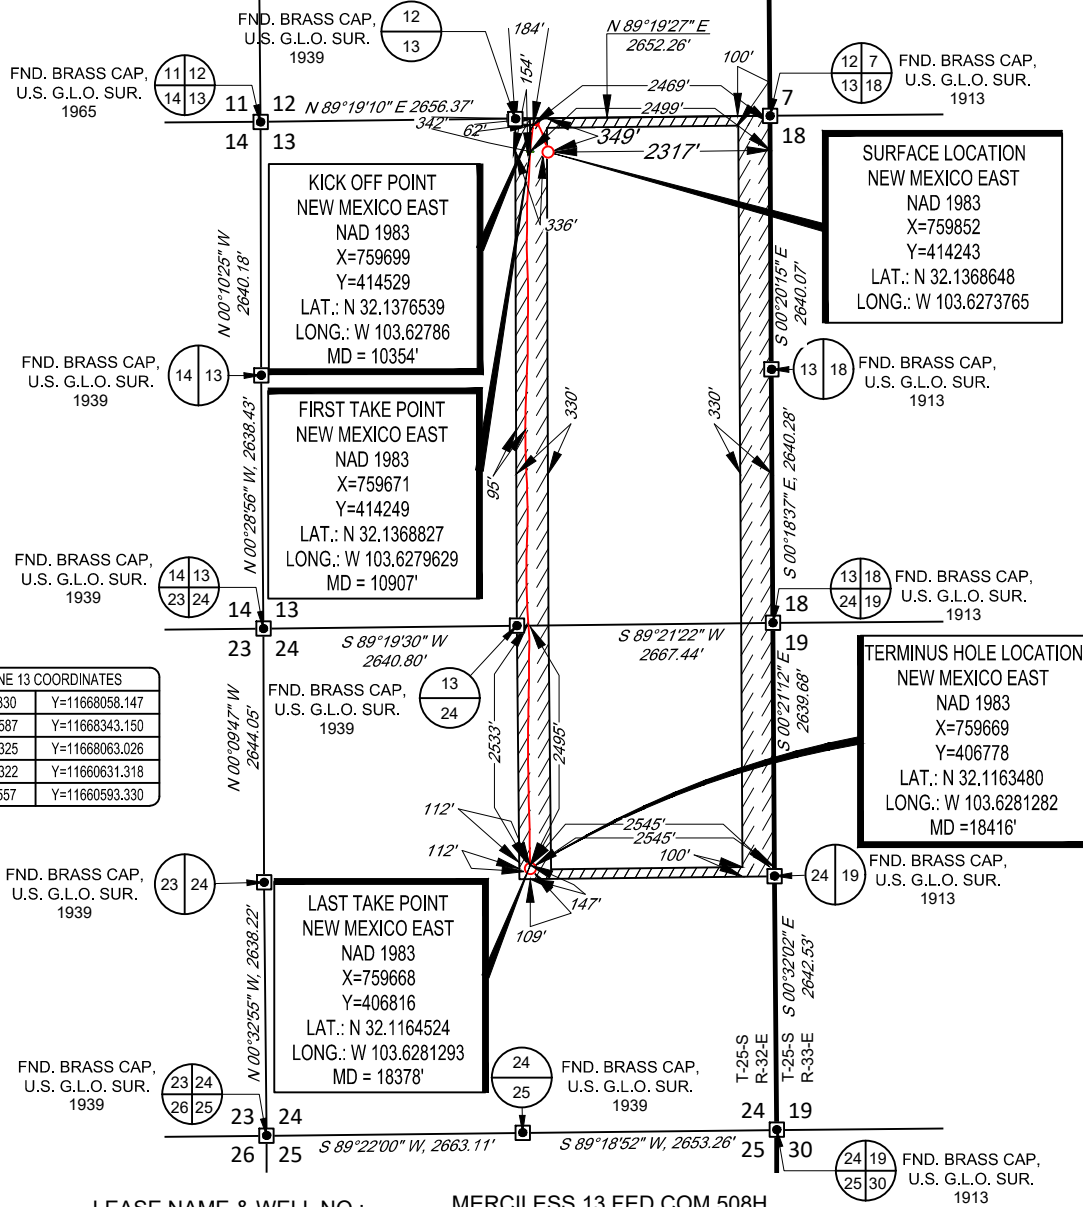 FND. BRASS CAP,
U.S. G.L.O. SUR.
1939
12
13
184'
154'
N 89°19'27" E
2652.26'
100'
12 7
13 18
FND. BRASS CAP,
U.S. G.L.O. SUR.
1913
FND. BRASS CAP,
U.S. G.L.O. SUR.
1965
11 12
14 13
11 12
14 13
N 89°19'10" E 2656.37'
342'
62'
2469'
2499'
349'
2317'
336'
7
18
KICK OFF POINT
NEW MEXICO EAST
NAD 1983
X=759699
Y=414529
LAT.: N 32.1376539
LONG.: W 103.62786
MD = 10354'
SURFACE LOCATION
NEW MEXICO EAST
NAD 1983
X=759852
Y=414243
LAT.: N 32.1368648
LONG.: W 103.6273765
N 00°10'25" W
2640.18'
S 00°20'15" E
2640.07'
FND. BRASS CAP,
U.S. G.L.O. SUR.
1939
14 13
13 18
FND. BRASS CAP,
U.S. G.L.O. SUR.
1913
FIRST TAKE POINT
NEW MEXICO EAST
NAD 1983
X=759671
Y=414249
LAT.: N 32.1368827
LONG.: W 103.6279629
MD = 10907'
330'
330'
95'
N 00°28'56" W, 2638.43'
S 00°18'37" E, 2640.28'
FND. BRASS CAP,
U.S. G.L.O. SUR.
1939
14 13
23 24
14 13
23 24
S 89°19'30" W
2640.80'
S 89°21'22" W
2667.44'
18
19
13 18
24 19
FND. BRASS CAP,
U.S. G.L.O. SUR.
1913
FND. BRASS CAP,
U.S. G.L.O. SUR.
1939
13
24
NE 13 COORDINATES
330 Y=11668058.147
587 Y=11668343.150
325 Y=11668063.026
322 Y=11660631.318
557 Y=11660593.330
N 00°09'47" W
2644.05'
S 00°21'12" E
2639.68'
TERMINUS HOLE LOCATION
NEW MEXICO EAST
NAD 1983
X=759669
Y=406778
LAT.: N 32.1163480
LONG.: W 103.6281282
MD =18416'
2533'
2495'
112'
112'
2545'
2545'
100'
147'
109'
FND. BRASS CAP,
U.S. G.L.O. SUR.
1939
23 24
24 19
FND. BRASS CAP,
U.S. G.L.O. SUR.
1913
LAST TAKE POINT
NEW MEXICO EAST
NAD 1983
X=759668
Y=406816
LAT.: N 32.1164524
LONG.: W 103.6281293
MD = 18378'
N 00°32'55" W, 2638.22'
S 00°32'02" E
2642.53'
T-25-S
R-32-E
T-25-S
R-33-E
FND. BRASS CAP,
U.S. G.L.O. SUR.
1939
23 24
26 25
24
25
FND. BRASS CAP,
U.S. G.L.O. SUR.
1939
23 24
26 25
S 89°22'00" W, 2663.11'
S 89°18'52" W, 2653.26'
24 19
25 30
24 19
25 30
FND. BRASS CAP,
U.S. G.L.O. SUR.
1913
LEASE NAME & WELL NO.: MERCILESS 13 FED COM 508H